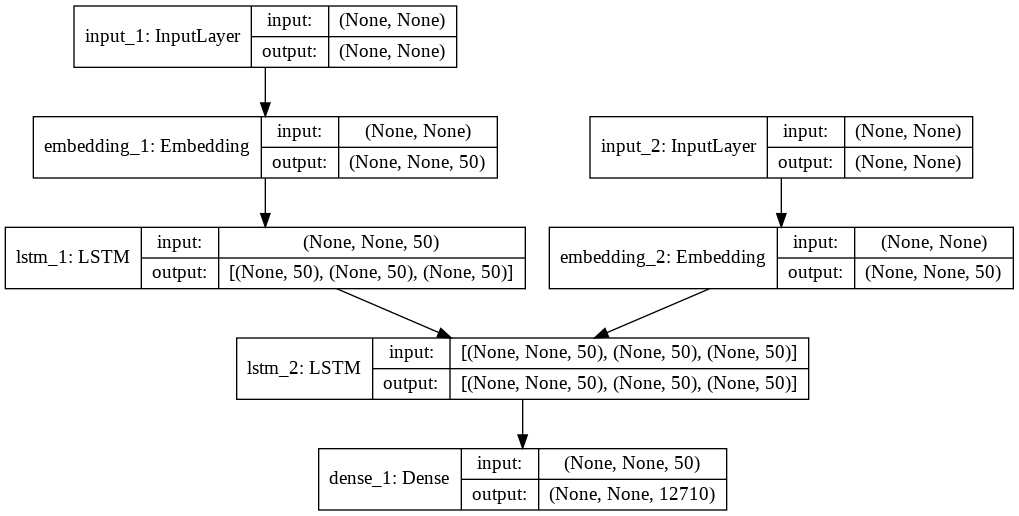 input_1: InputLayer
input: (None, None)
output: (None, None)
embedding_1: Embedding
input: (None, None)
output: (None, None, 50)
input_2: InputLayer
input: (None, None)
output: (None, None)
lstm_1: LSTM
input: (None, None, 50)
output: [(None, 50), (None, 50), (None, 50)]
embedding_2: Embedding
input: (None, None)
output: (None, None, 50)
lstm_2: LSTM
input: [(None, None, 50), (None, 50), (None, 50)]
output: [(None, None, 50), (None, 50), (None, 50)]
dense_1: Dense
input: (None, None, 50)
output: (None, None, 12710)